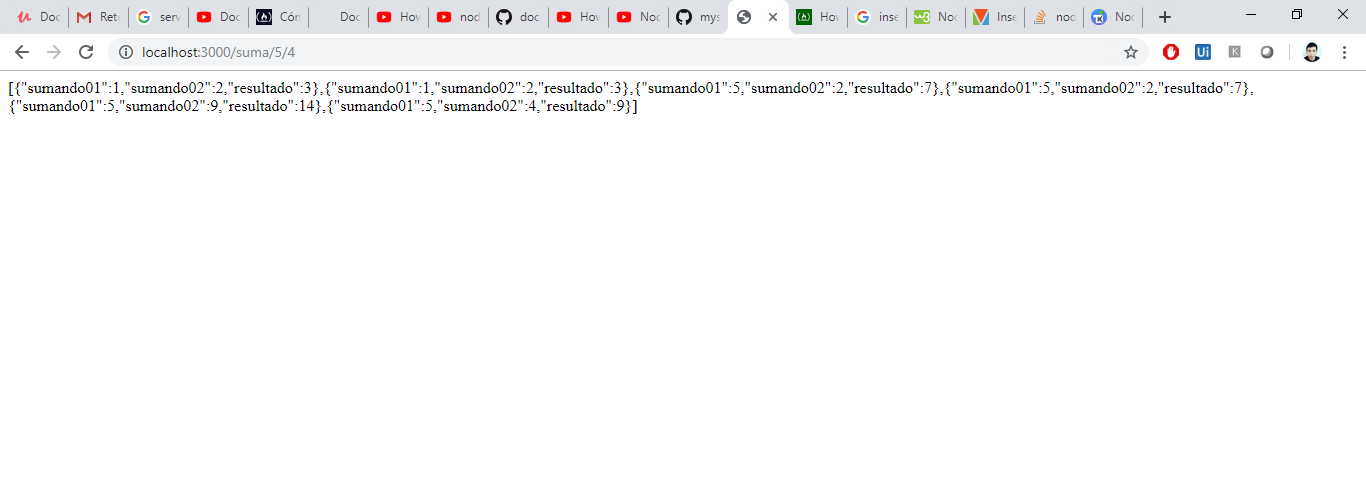 Doc Ret Serv Doc Cón Doc Hov nod doc Hov Noc mys Hov inse Noc Inse nod Noc
localhost:3000/suma/5/4
[{"sumando01":1,"sumando02":2,"resultado":3},{"sumando01":1,"sumando02":2,"resultado":3},{"sumando01":5,"sumando02":2,"resultado":7},{"sumando01":5,"sumando02":2,"resultado":7},
{"sumando01":5,"sumando02":9,"resultado":14},{"sumando01":5,"sumando02":4,"resultado":9}]